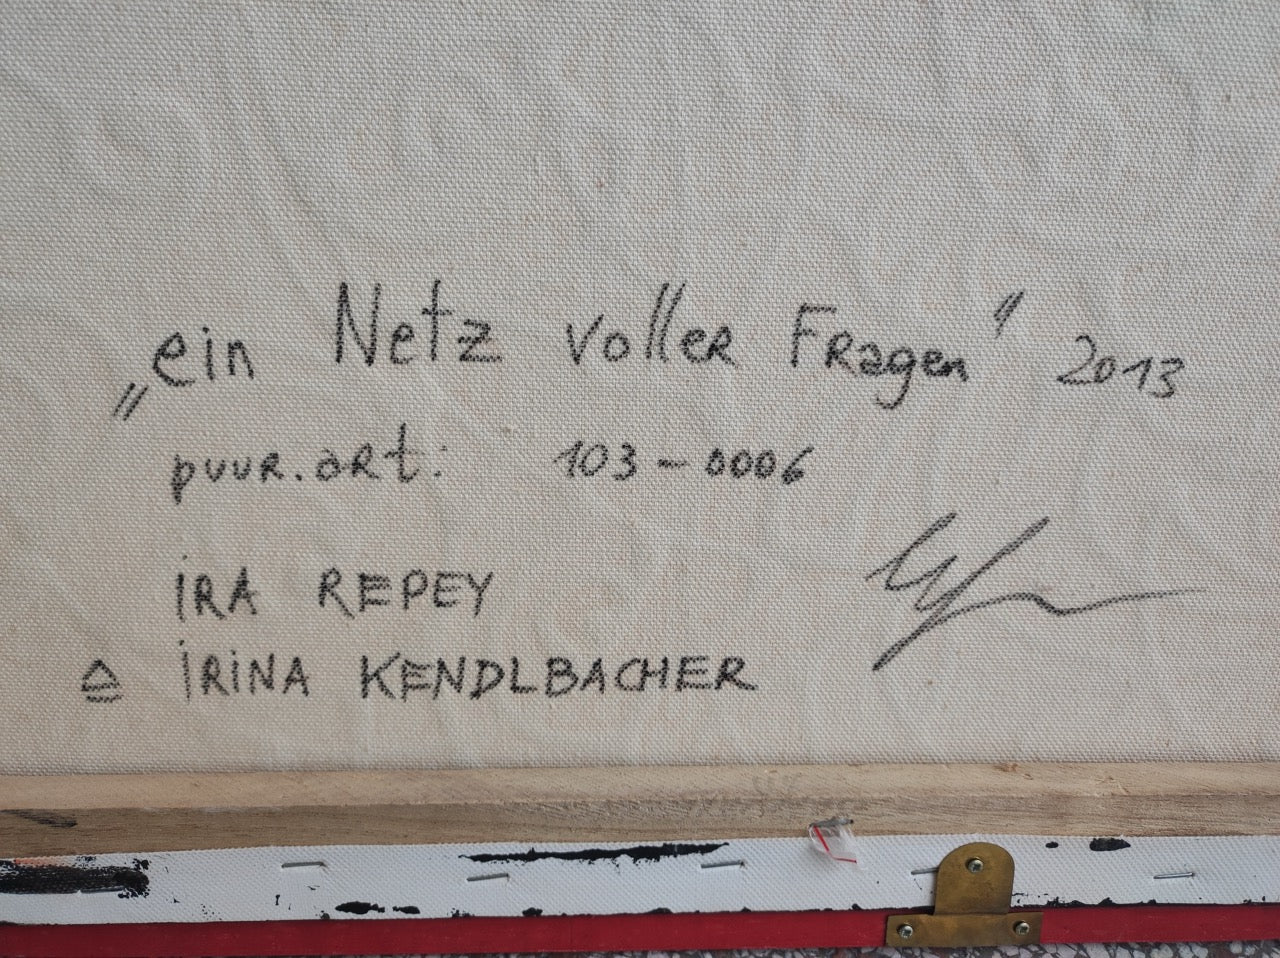 „ein Netz voller Fragen" 2013
puur.art: 103-0006
IRA REPEY
≙ IRINA KENDLBACHER